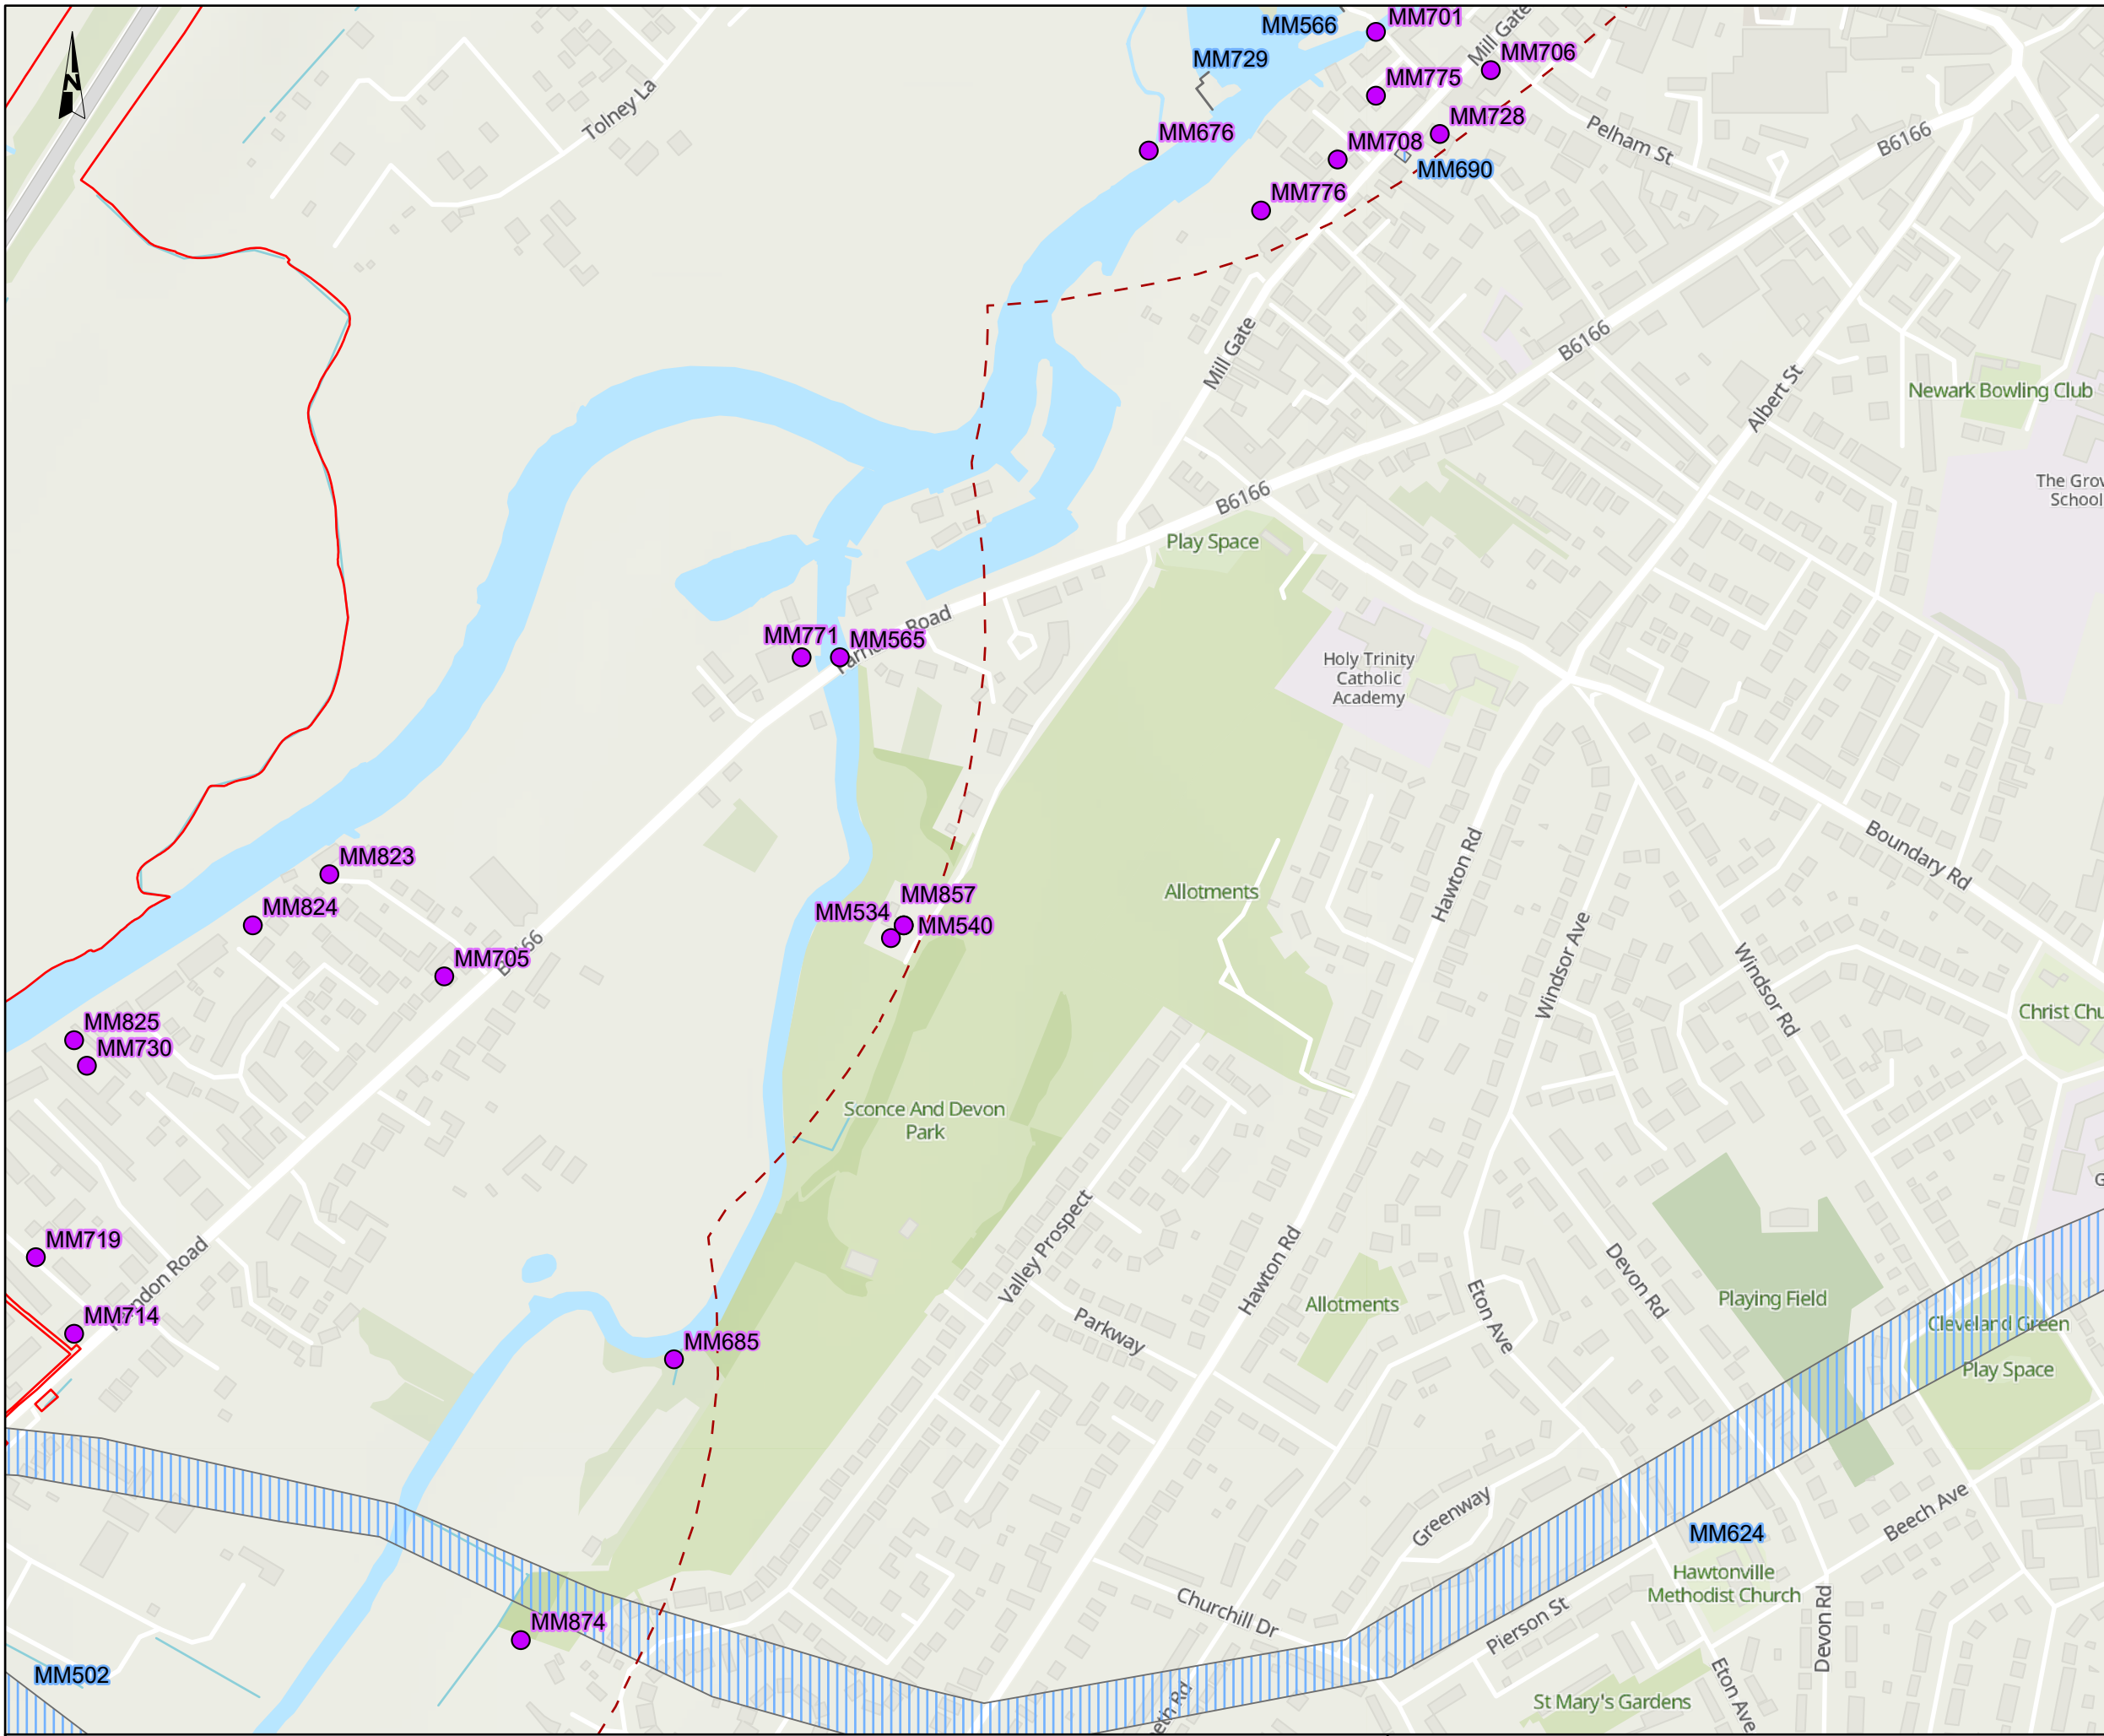 N
MM566
MM701
Mill Gate
MM706
MM729
MM775
Tolney La
MM676
MM728
MM708
MM690
Pelham St
B6166
MM776
Mill Gate
B6166
Albert St
Newark Bowling Club
The Grov
School
B6166
Play Space
MM771
MM565
Road
Holy Trinity
Catholic
Academy
MM823
MM824
MM705
MM857
MM534
MM540
Allotments
Hawton Rd
Boundary Rd
Windsor Ave
Windsor Rd
Christ Chu
MM825
MM730
Sconce And Devon
Park
Valley Prospect
Hawton Rd
MM719
MM714
MM685
Parkway
Allotments
Eton Ave
Devon Rd
Playing Field
Cleveland Green
Play Space
Greenway
MM624
Beech Ave
Hawtonville
Methodist Church
Churchill Dr
Pierson St
Devon Rd
MM874
MM502
eth Rd
St Mary's Gardens
Eton Ave